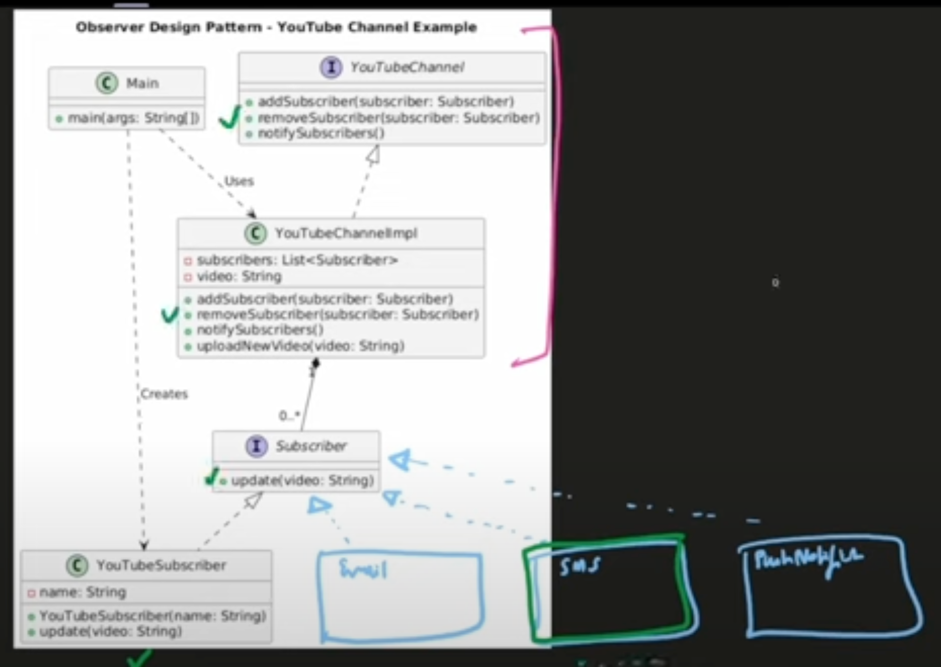 Observer Design Pattern - YouTube Channel Example
C Main
main(args: String[])
I YouTubeChannel
addSubscriber(subscriber: Subscriber)
removeSubscriber(subscriber: Subscriber)
notifySubscribers()
Uses
C YouTubeChannelImpl
subscribers: List<Subscriber>
video: String
addSubscriber(subscriber: Subscriber)
removeSubscriber(subscriber: Subscriber)
notifySubscribers()
uploadNewVideo(video: String)
Creates
1
0..*
I Subscriber
update(video: String)
C YouTubeSubscriber
name: String
YouTubeSubscriber(name: String)
update(video: String)
Email
SMS